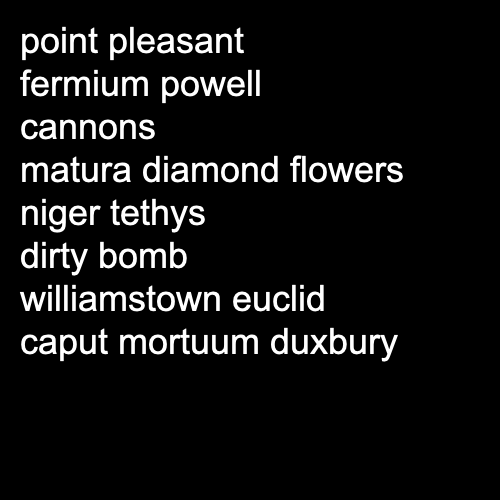 point pleasant
fermium powell
cannons
matura diamond flowers
niger tethys
dirty bomb
williamstown euclid
caput mortuum duxbury